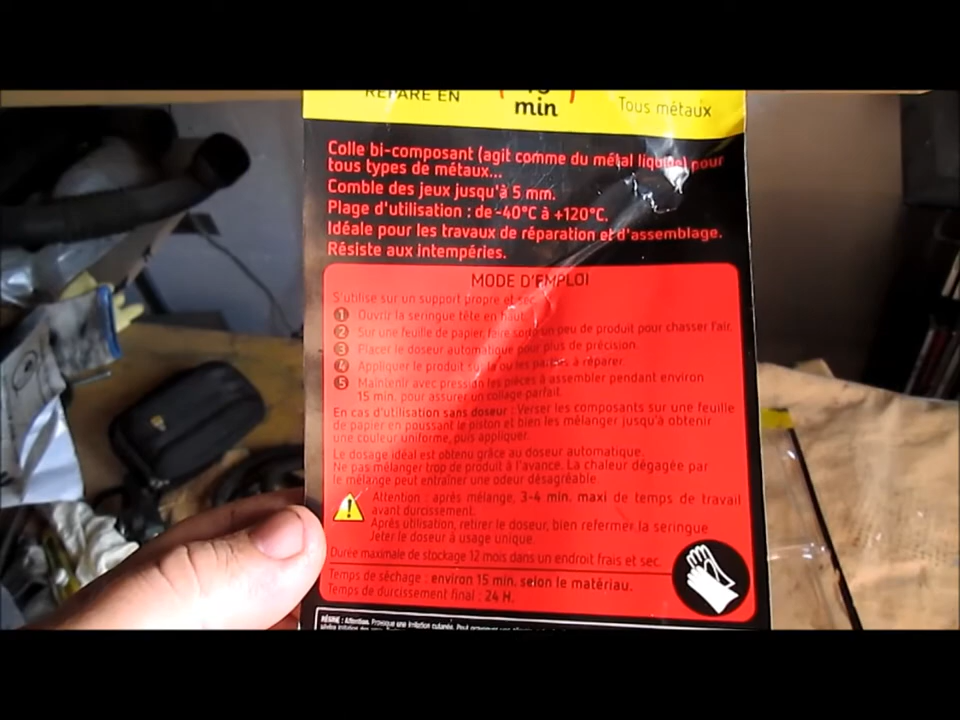 RÉPARE EN
min
Tous métaux
Colle bi-composant (agit comme du métal liquide) pour
tous types de métaux...
Comble des jeux jusqu'à 5 mm.
Plage d'utilisation : de -40°C à +120°C.
Idéale pour les travaux de réparation et d'assemblage.
Résiste aux intempéries.
MODE D'EMPLOI
S'utilise sur un support propre et sec.
1 Ouvrir la seringue tête en haut.
2 Sur une feuille de papier, faire sortir un peu de produit pour chasser l'air.
3 Placer le doseur automatique pour plus de précision.
4 Appliquer le produit sur la ou les parties à réparer.
5 Maintenir avec pression les pièces à assembler pendant environ
15 min. pour assurer un collage parfait.
En cas d'utilisation sans doseur : Verser les composants sur une feuille
de papier en poussant le piston et bien les mélanger jusqu'à obtenir
une couleur uniforme, puis appliquer.
Le dosage idéal est obtenu grâce au doseur automatique.
Ne pas mélanger trop de produit à l'avance. La chaleur dégagée par
le mélange peut entraîner une odeur désagréable.
Attention : après mélange, 3-4 min. maxi de temps de travail
avant durcissement.
Après utilisation, retirer le doseur, bien refermer la seringue.
Jeter le doseur à usage unique.
Durée maximale de stockage 12 mois dans un endroit frais et sec.
Temps de séchage : environ 15 min. selon le matériau.
Temps de durcissement final : 24 H.
RÉSINE : Attention. Provoque une irritation cutanée. Peut provoquer